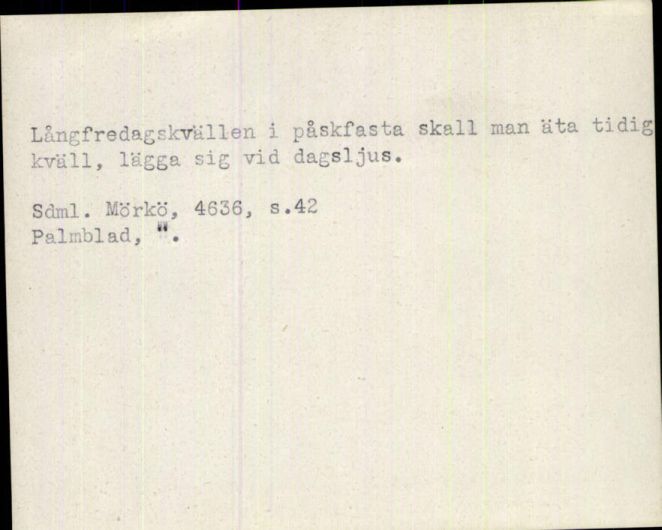 Långfredagskvällen i påskfasta skall man äta tidig
kväll, lägga sig vid dagsljus.
Sdml. Mörkö, 4636, s.42
Palmblad, ".